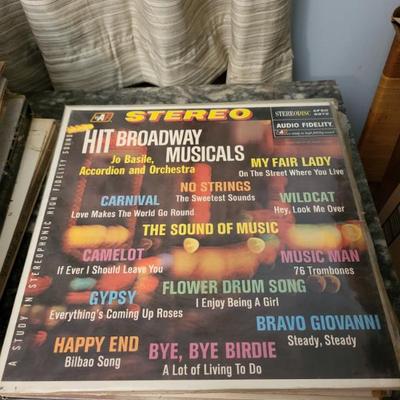 STEREO
STEREODISC
AUDIO FIDELITY
HIT BROADWAY
MUSICALS
Jo Basile,
Accordion and Orchestra
MY FAIR LADY
On The Street Where You Live
NO STRINGS
The Sweetest Sounds
CARNIVAL
Love Makes The World Go Round
WILDCAT
Hey, Look Me Over
THE SOUND OF MUSIC
CAMELOT
If Ever I Should Leave You
MUSIC MAN
76 Trombones
FLOWER DRUM SONG
I Enjoy Being A Girl
GYPSY
Everything's Coming Up Roses
BRAVO GIOVANNI
Steady, Steady
HAPPY END
Bilbao Song
BYE, BYE BIRDIE
A Lot of Living To Do
A STUDY IN STEREOPHONIC HIGH FIDELITY SOUND